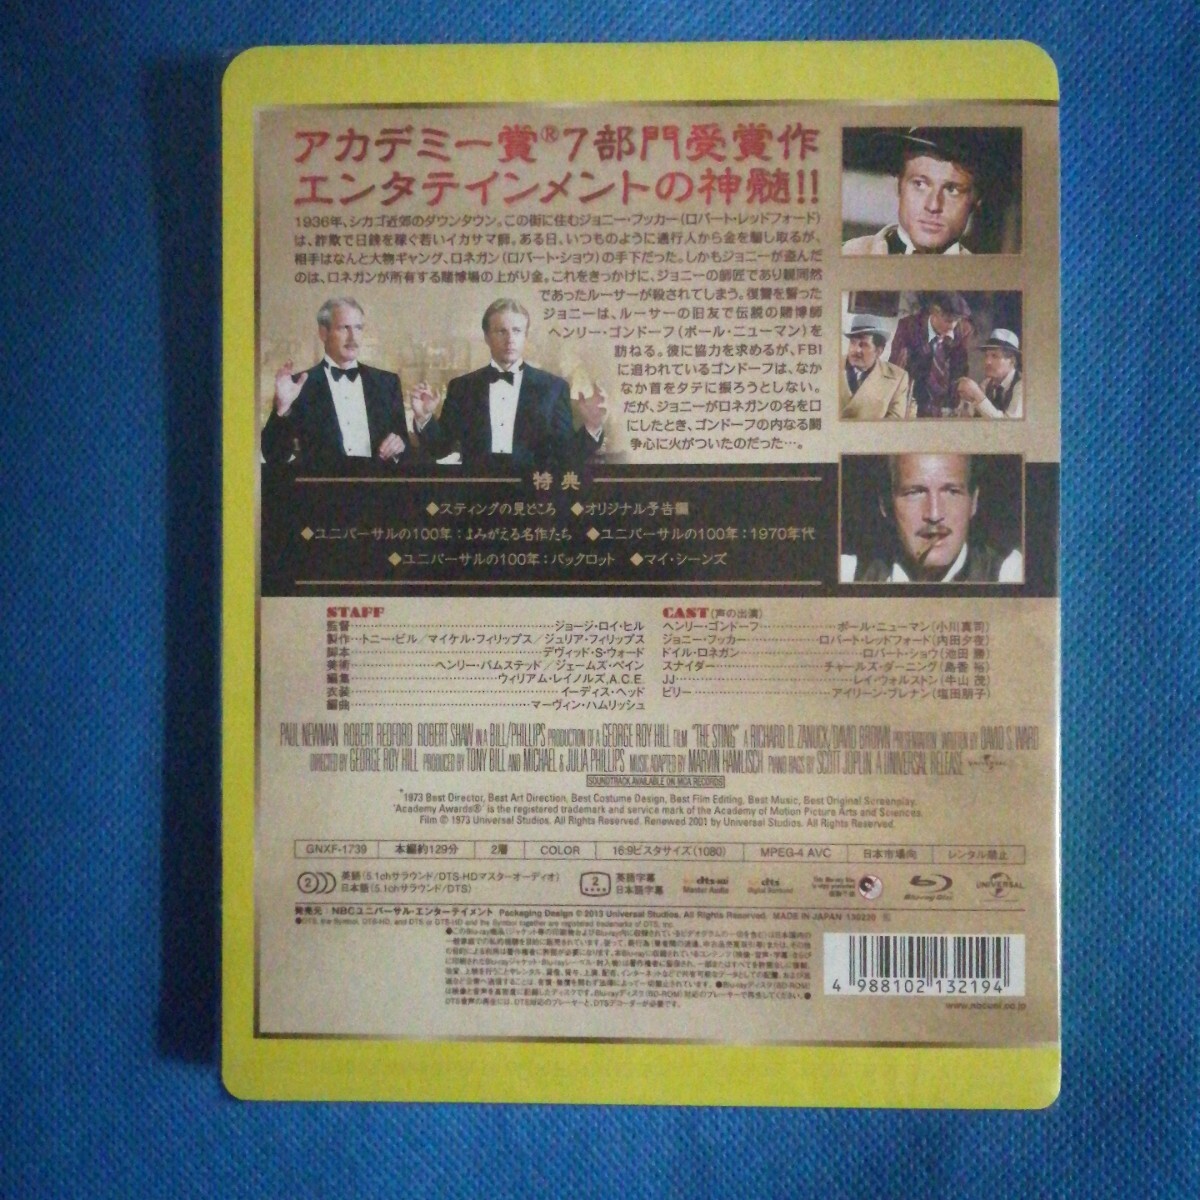 アカデミー賞®7部門受賞作
エンタテインメントの神髄!!
1936年、シカゴ近郊のダウンタウン。この街に住むジョニー・フッカー(ロバート・レッドフォード)
は、詐欺で日銭を稼ぐ若いイカサマ師。ある日、いつものように通行人から金を騙し取るが、
相手はなんと大物ギャング、ロネガン(ロバート・ショウ)の手下だった。しかもジョニーが盗んだ
のは、ロネガンが所有する賭博場の上がり金。これをきっかけに、ジョニーの師匠であり親同然
であったルーサーが殺されてしまう。復讐を誓った
ジョニーは、ルーサーの旧友で伝説の賭博師
ヘンリー・ゴンドーフ(ポール・ニューマン)を
訪ねる。彼に協力を求めるが、FBI
に追われているゴンドーフは、なか
なか首をタテに振ろうとしない。
だが、ジョニーがロネガンの名を口
にしたとき、ゴンドーフの内なる闘
争心に火がついたのだった…。
特典
◆スティングの見どころ ◆オリジナル予告編
◆ユニバーサルの100年：よみがえる名作たち ◆ユニバーサルの100年：1970年代
◆ユニバーサルの100年：バックロット ◆マイ・シーンズ
STAFF
監督…ジョージ・ロイ・ヒル
製作…トニー・ビル／マイケル・フィリップス／ジュリア・フィリップス
脚本…デヴィッド・S・ウォード
美術…ヘンリー・バムステッド／ジェームズ・ペイン
編集…ウィリアム・レイノルズ,A.C.E.
衣装…イーディス・ヘッド
編曲…マーヴィン・ハムリッシュ
CAST(声の出演)
ヘンリー・ゴンドーフ…ポール・ニューマン(小川真司)
ジョニー・フッカー…ロバート・レッドフォード(内田夕夜)
ドイル・ロネガン…ロバート・ショウ(池田 勝)
スナイダー…チャールズ・ダーニング(島香 裕)
JJ…レイ・ウォルストン(牛山 茂)
ビリー…アイリーン・ブレナン(塩田朋子)
PAUL NEWMAN ROBERT REDFORD ROBERT SHAW IN A BILL/PHILLIPS PRODUCTION OF A GEORGE ROY HILL FILM "THE STING" A RICHARD D. ZANUCK/DAVID BROWN PRESENTATION WRITTEN BY DAVID S. WARD
DIRECTED BY GEORGE ROY HILL PRODUCED BY TONY BILL AND MICHAEL & JULIA PHILLIPS MUSIC ADAPTED BY MARVIN HAMLISCH PIANO RAGS BY SCOTT JOPLIN A UNIVERSAL RELEASE
SOUNDTRACK AVAILABLE ON MCA RECORDS
*1973 Best Director, Best Art Direction, Best Costume Design, Best Film Editing, Best Music, Best Original Screenplay.
'Academy Awards®' is the registered trademark and service mark of the Academy of Motion Picture Arts and Sciences.
Film © 1973 Universal Studios. All Rights Reserved. Renewed 2001 by Universal Studios. All Rights Reserved.
GNXF-1739 本編約129分 2層 COLOR 16:9ビスタサイズ(1080) MPEG-4 AVC 日本市場向 レンタル禁止
2 英語(5.1chサラウンド/DTS-HDマスターオーディオ)
日本語(5.1chサラウンド/DTS)
2 英語字幕
日本語字幕
dts-HD Master Audio
dts Digital Surround
Blu-ray Disc
UNIVERSAL
発売元：NBCユニバーサル・エンターテイメント Packaging Design © 2013 Universal Studios. All Rights Reserved. MADE IN JAPAN
4 988102 132194
www.nbcuni.co.jp